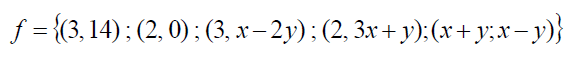 f = {(3, 14) ; (2, 0) ; (3, x − 2y) ; (2, 3x + y);(x + y;x − y)}